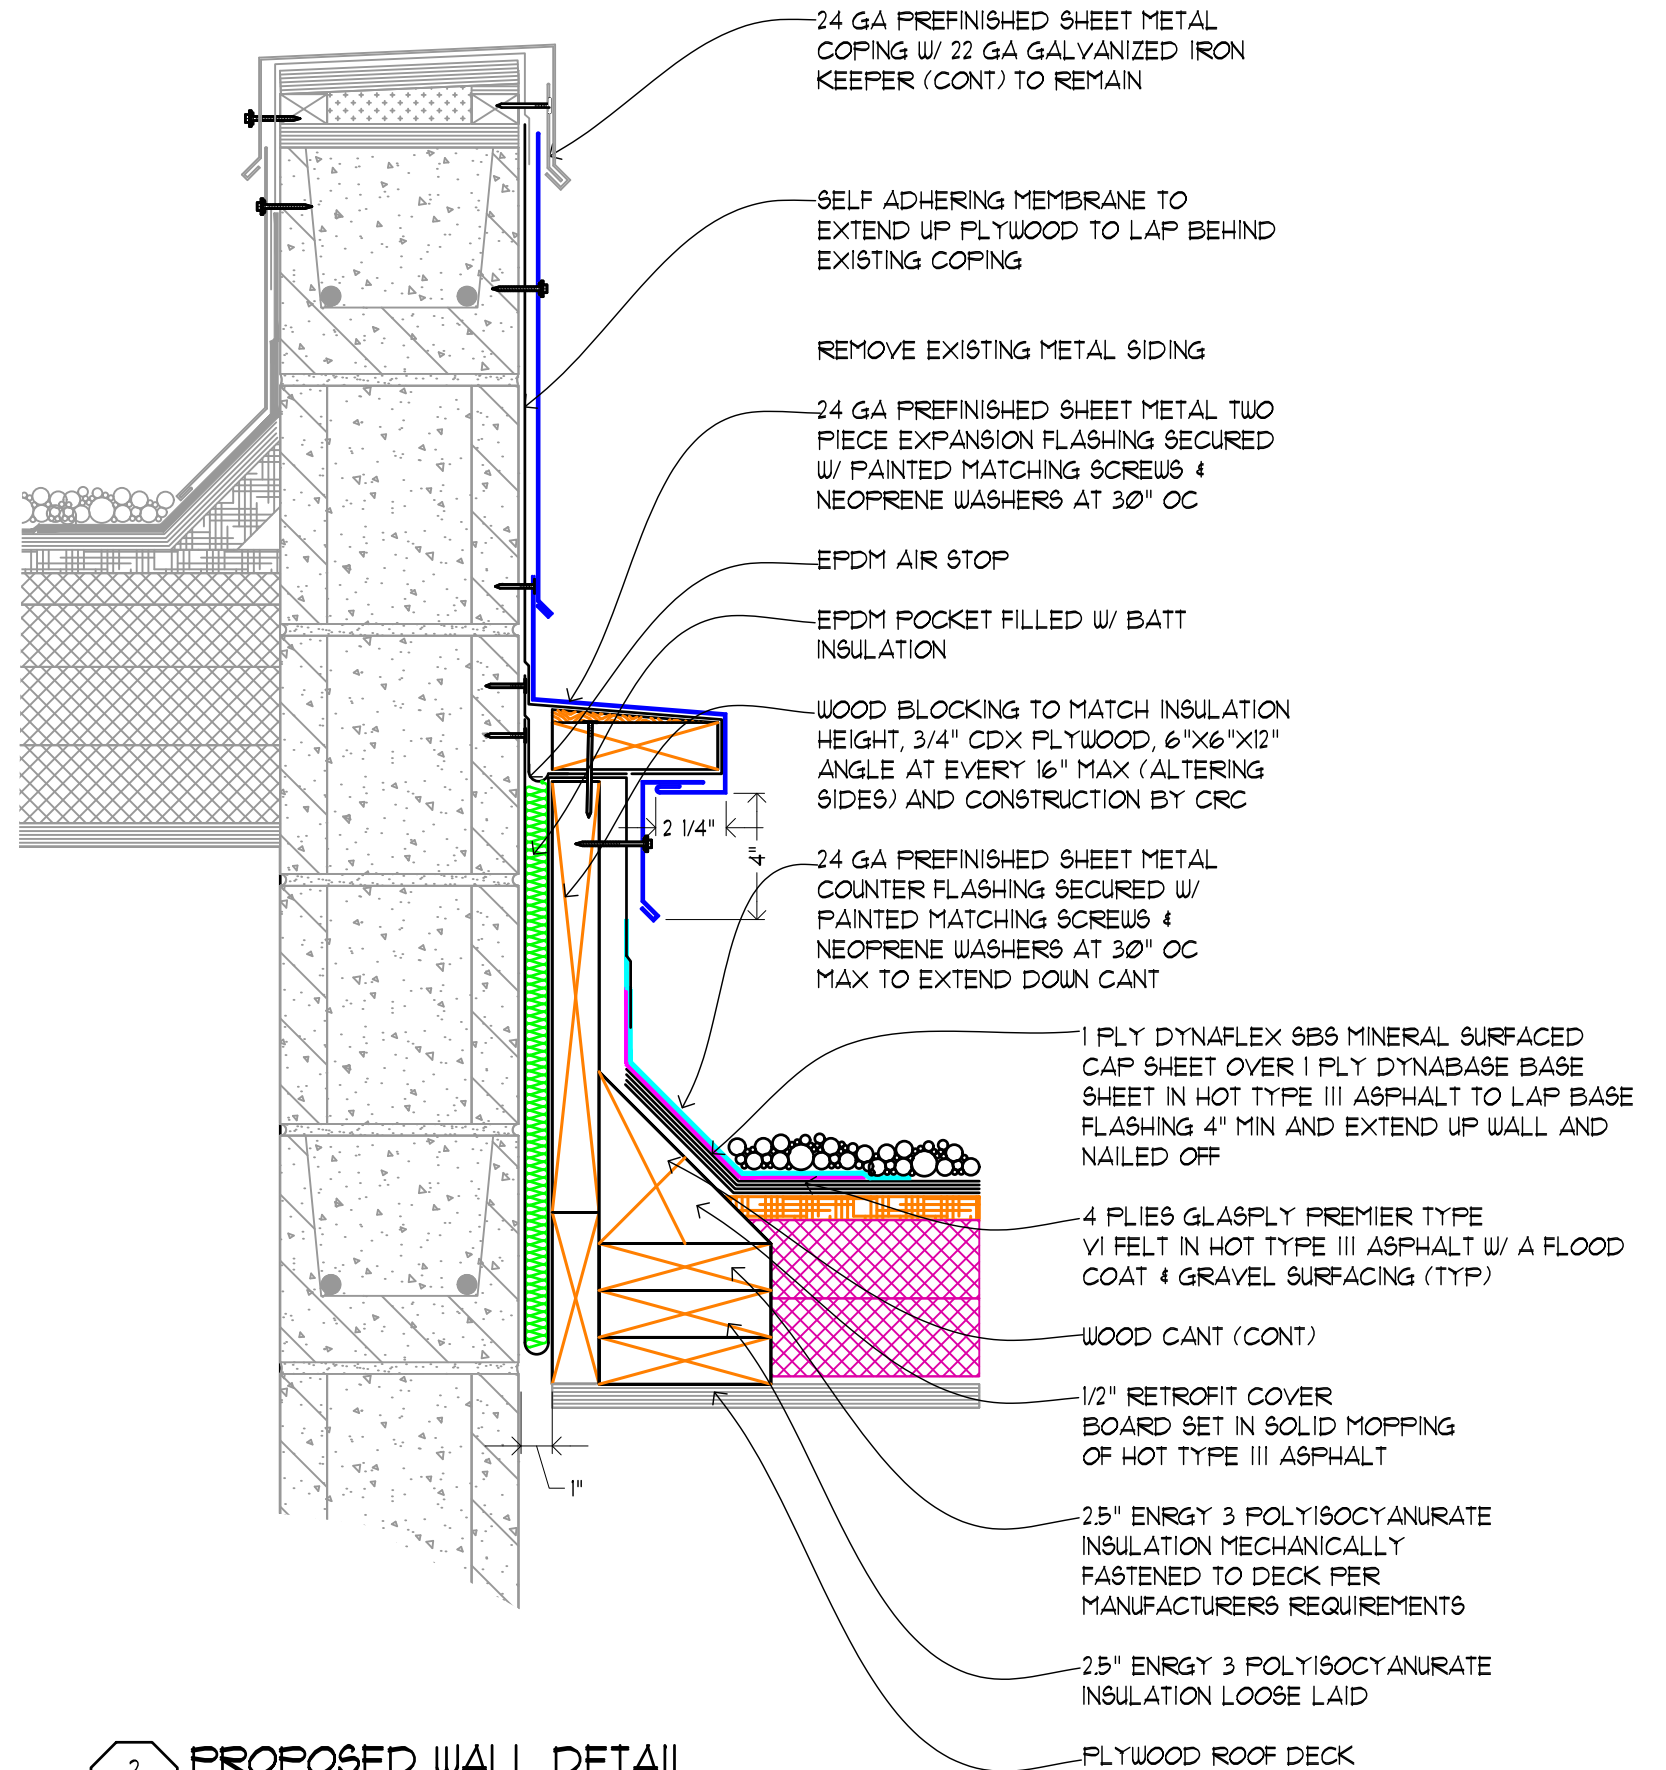 24 GA PREFINISHED SHEET METAL
COPING W/ 22 GA GALVANIZED IRON
KEEPER (CONT) TO REMAIN
SELF ADHERING MEMBRANE TO
EXTEND UP PLYWOOD TO LAP BEHIND
EXISTING COPING
REMOVE EXISTING METAL SIDING
24 GA PREFINISHED SHEET METAL TWO
PIECE EXPANSION FLASHING SECURED
W/ PAINTED MATCHING SCREWS &
NEOPRENE WASHERS AT 30" OC
EPDM AIR STOP
EPDM POCKET FILLED W/ BATT
INSULATION
WOOD BLOCKING TO MATCH INSULATION
HEIGHT, 3/4" CDX PLYWOOD, 6"X6"X12"
ANGLE AT EVERY 16" MAX (ALTERING
SIDES) AND CONSTRUCTION BY CRC
2 1/4"
4"
24 GA PREFINISHED SHEET METAL
COUNTER FLASHING SECURED W/
PAINTED MATCHING SCREWS &
NEOPRENE WASHERS AT 30" OC
MAX TO EXTEND DOWN CANT
1 PLY DYNAFLEX SBS MINERAL SURFACED
CAP SHEET OVER 1 PLY DYNABASE BASE
SHEET IN HOT TYPE III ASPHALT TO LAP BASE
FLASHING 4" MIN AND EXTEND UP WALL AND
NAILED OFF
4 PLIES GLASPLY PREMIER TYPE
VI FELT IN HOT TYPE III ASPHALT W/ A FLOOD
COAT & GRAVEL SURFACING (TYP)
WOOD CANT (CONT)
1/2" RETROFIT COVER
BOARD SET IN SOLID MOPPING
OF HOT TYPE III ASPHALT
1"
2.5" ENRGY 3 POLYISOCYANURATE
INSULATION MECHANICALLY
FASTENED TO DECK PER
MANUFACTURERS REQUIREMENTS
2.5" ENRGY 3 POLYISOCYANURATE
INSULATION LOOSE LAID
PLYWOOD ROOF DECK
2 PROPOSED WALL DETAIL